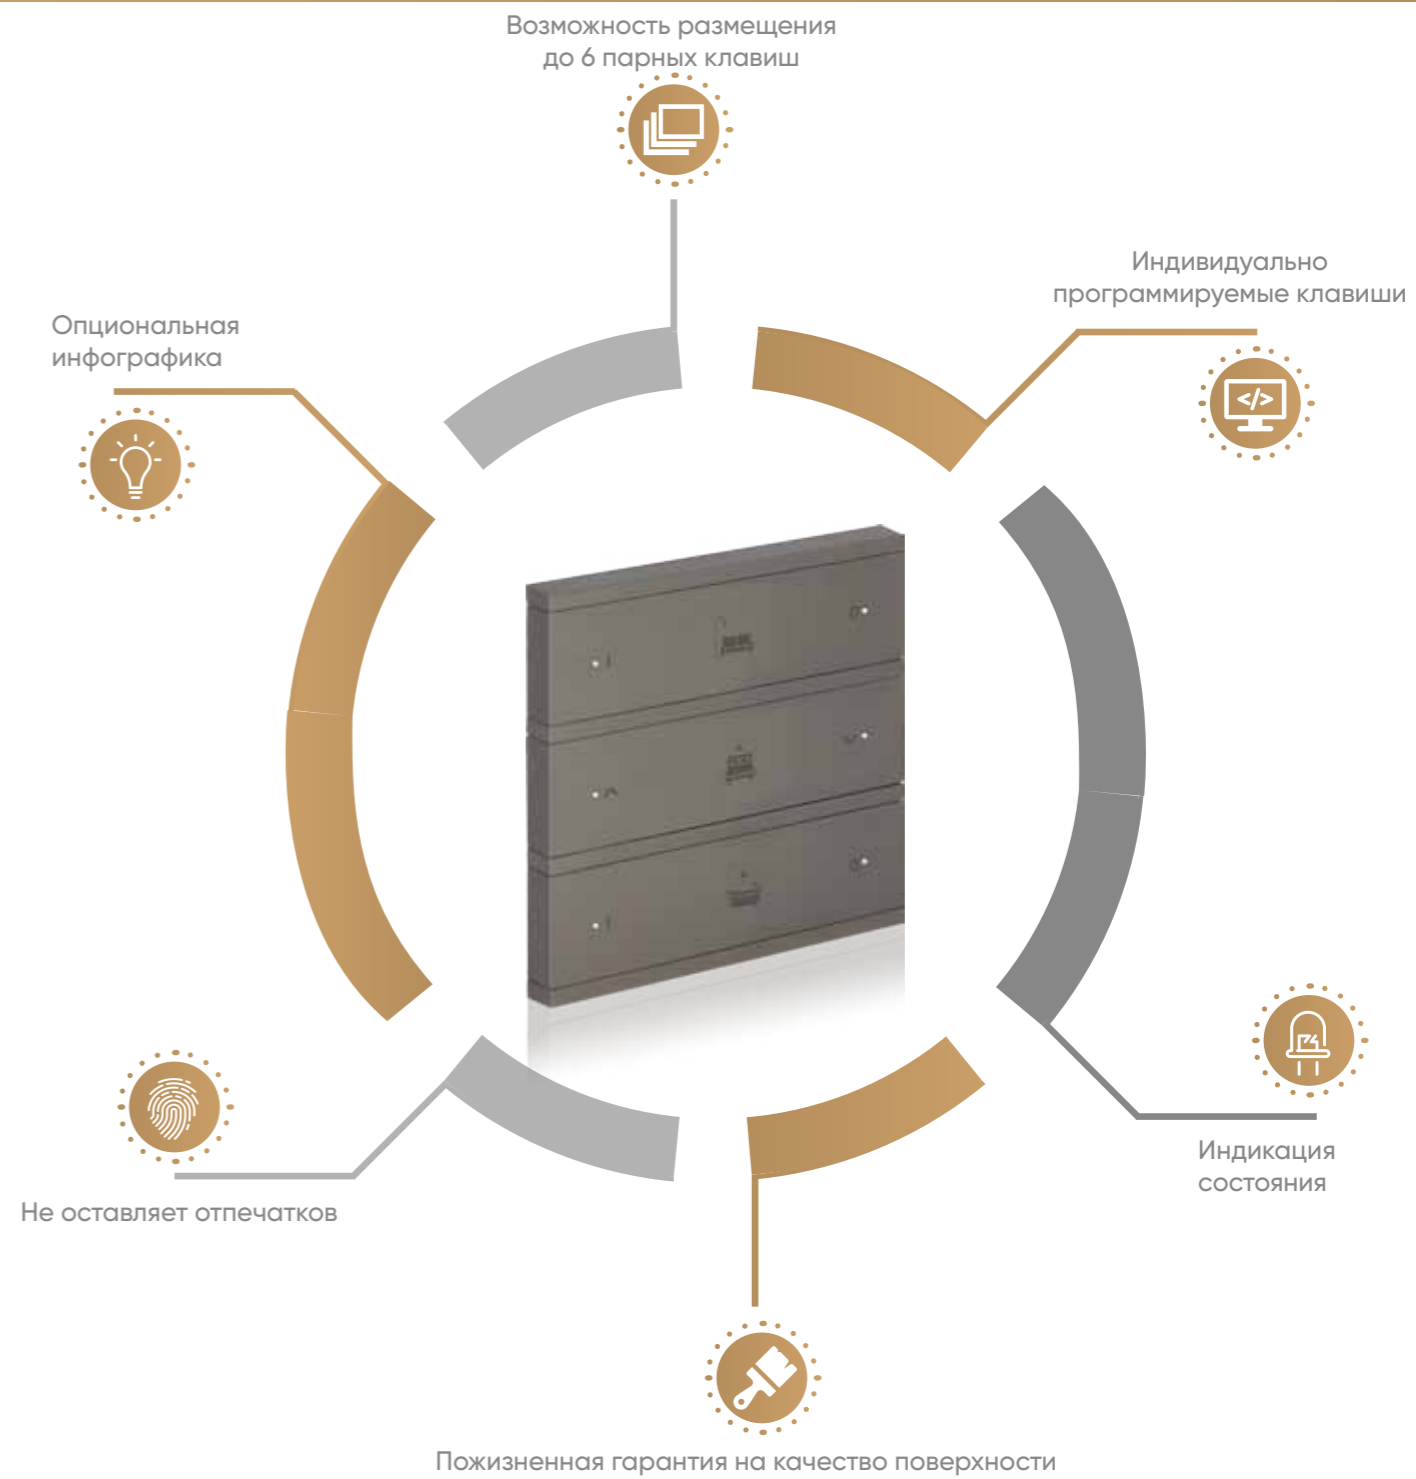 Возможность размещения
до 6 парных клавиш
Индивидуально
программируемые клавиши
Опциональная
инфографика
</>
Индикация
состояния
Не оставляет отпечатков
Пожизненная гарантия на качество поверхности